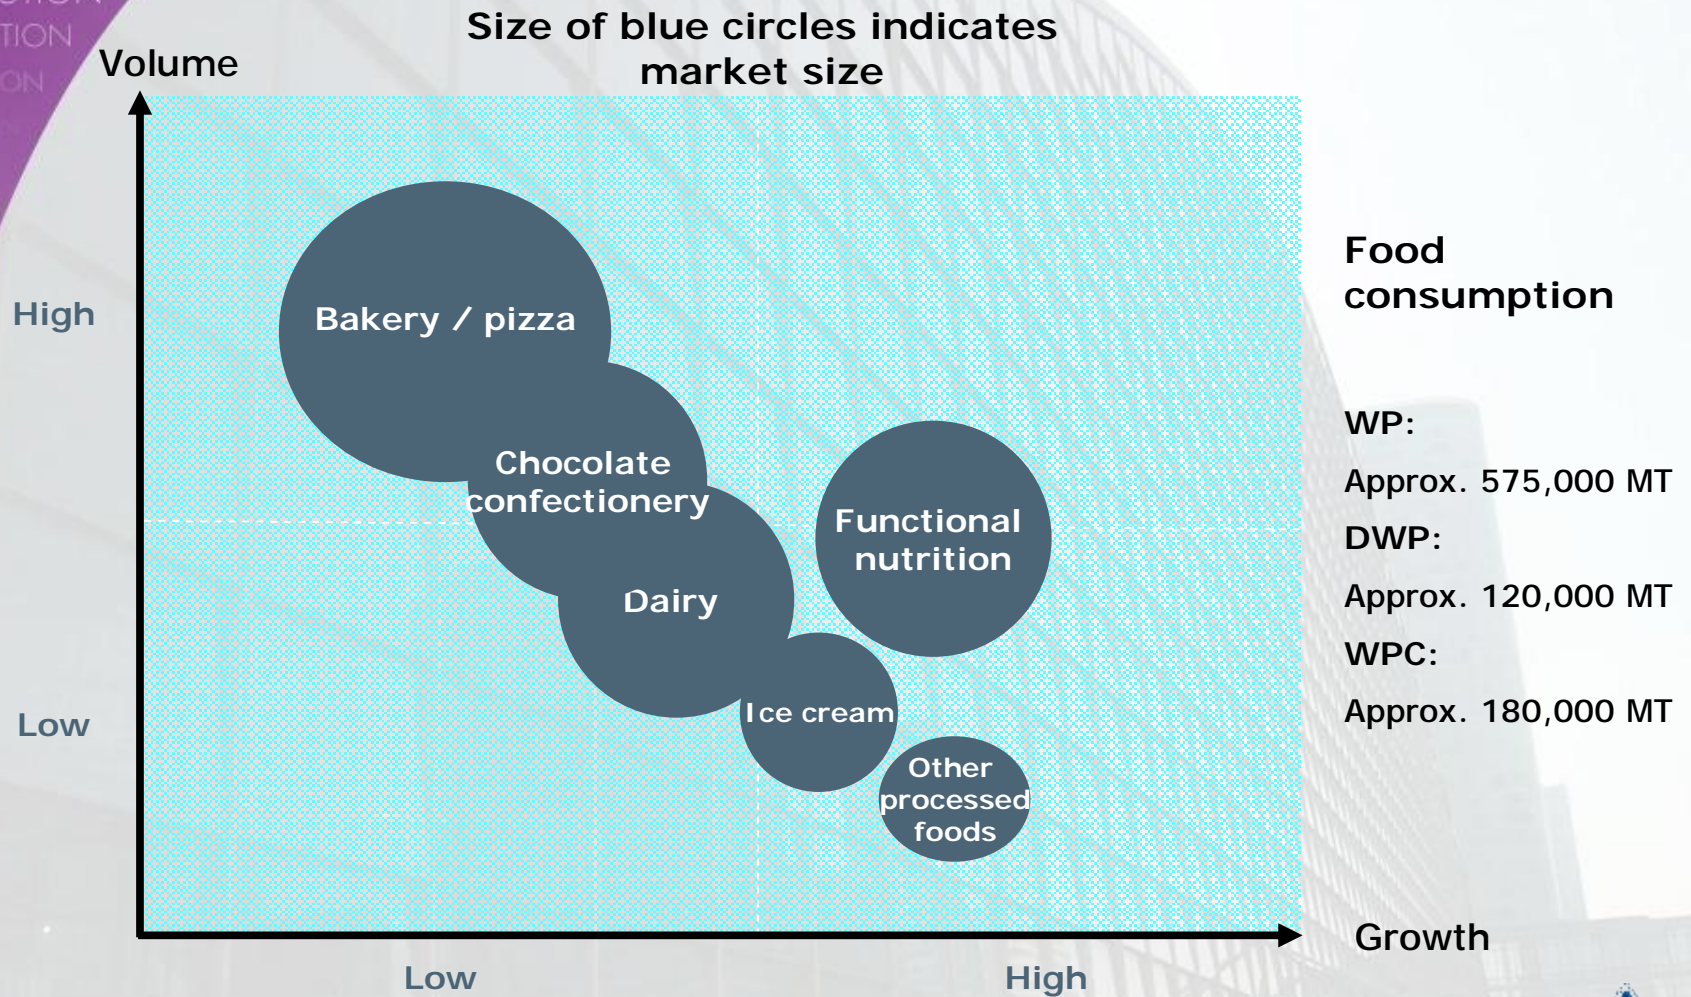 Size of blue circles indicates
market size
Volume
High
Low
Bakery / pizza
Chocolate
confectionery
Dairy
Functional
nutrition
Ice cream
Other
processed
foods
Growth
Low
High
Food
consumption
WP:
Approx. 575,000 MT
DWP:
Approx. 120,000 MT
WPC:
Approx. 180,000 MT